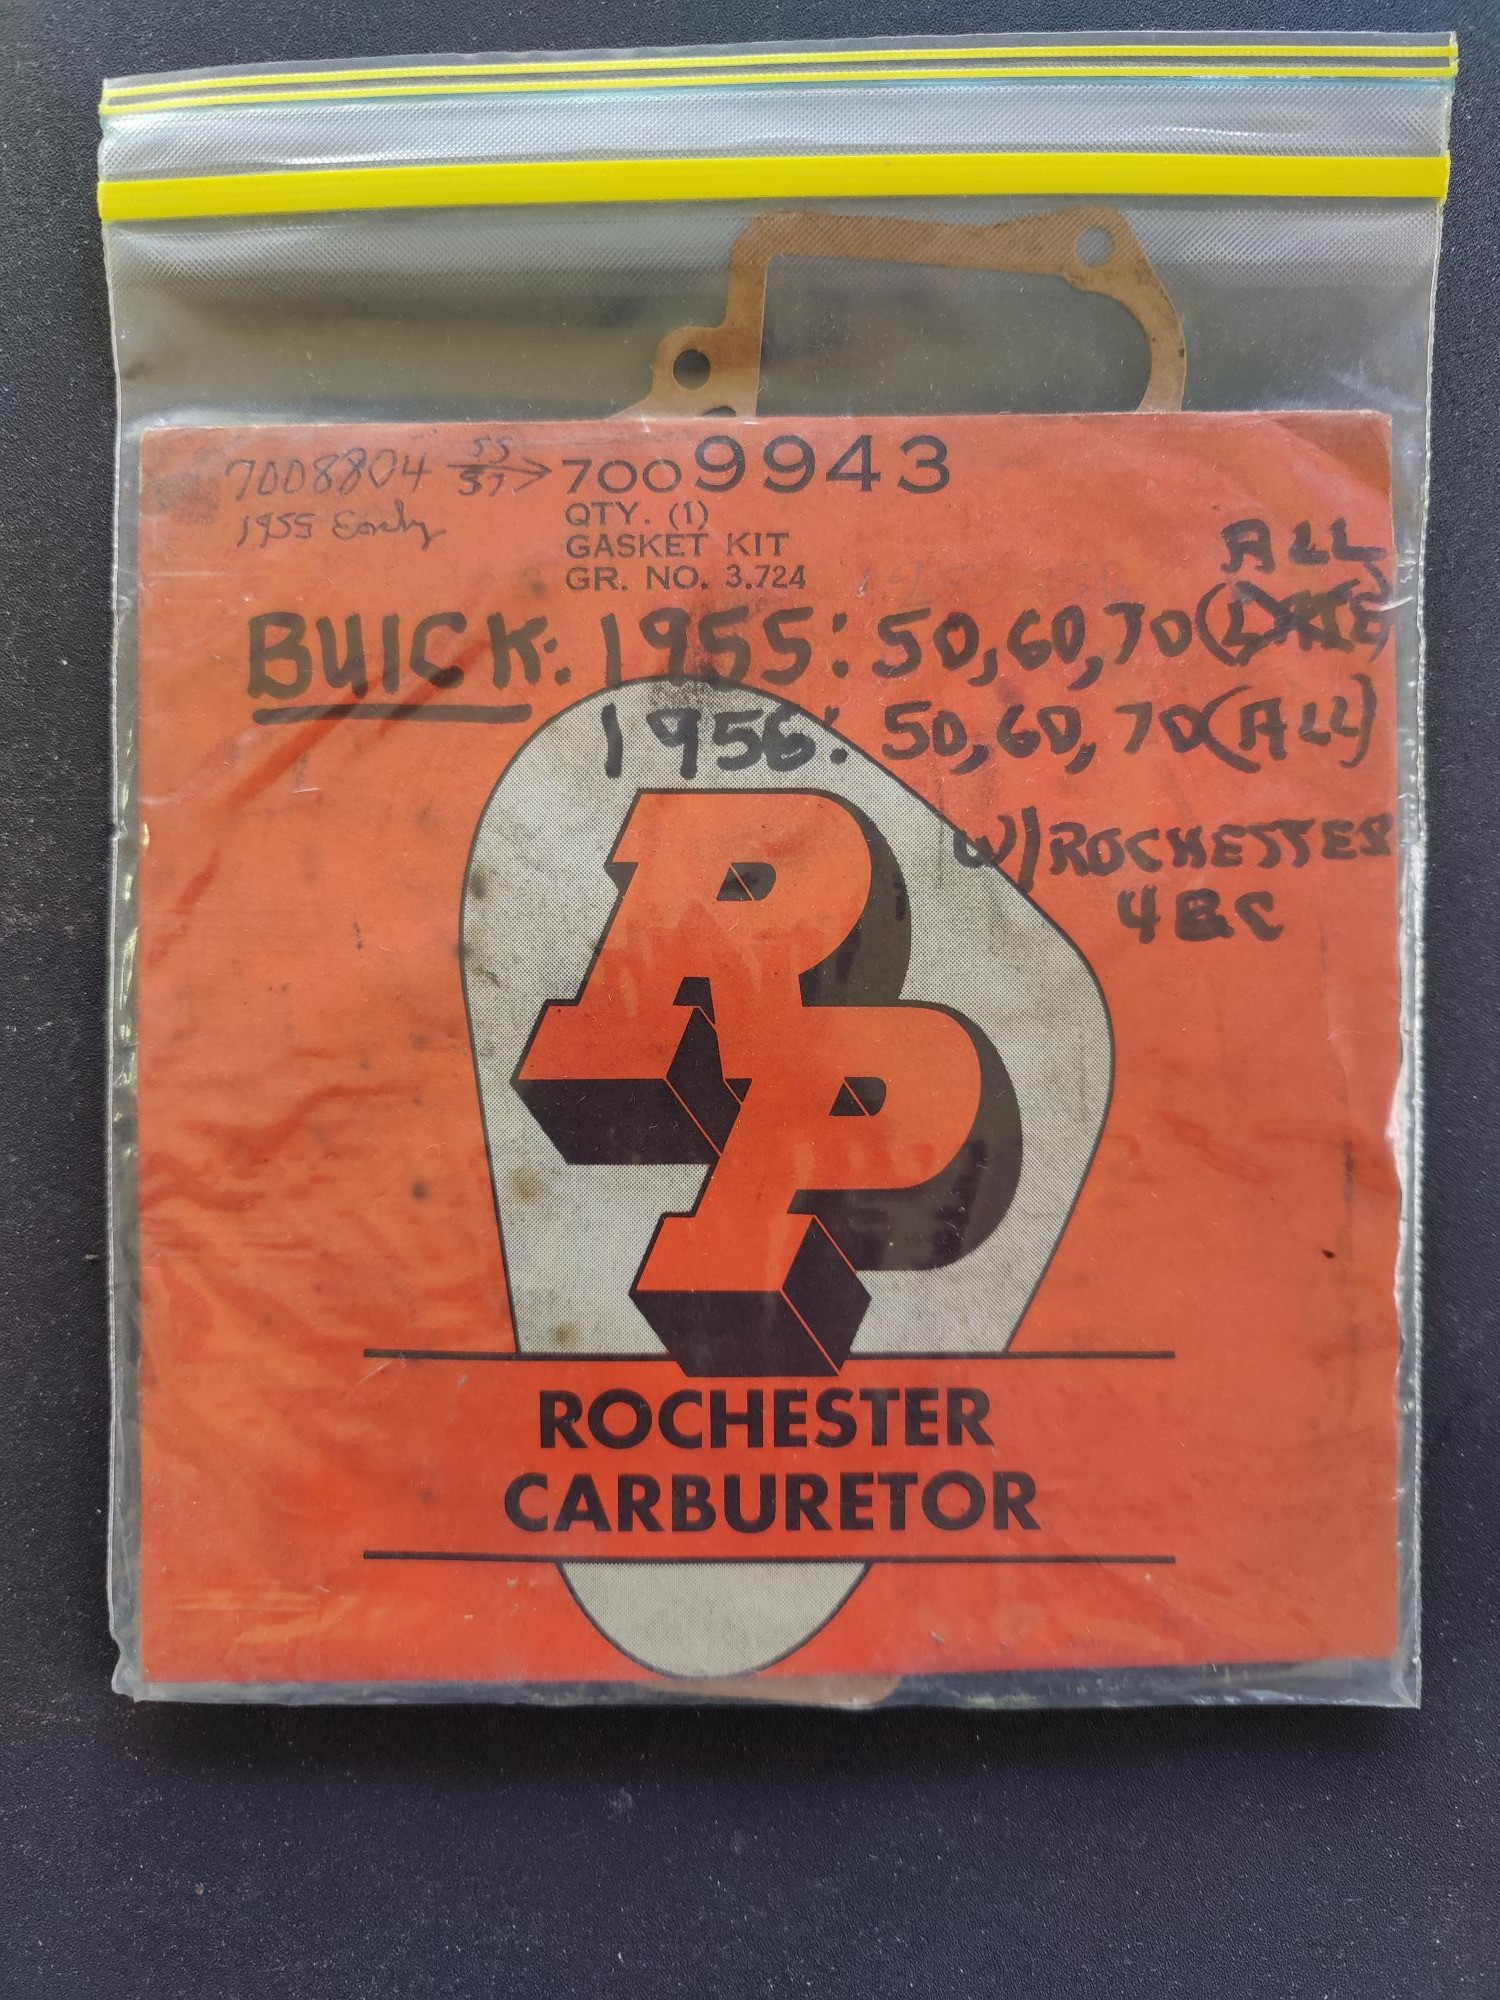 7008804 55 57 → 7009943
1955 Early
QTY. (1)
GASKET KIT
GR. NO. 3.724
ALL
BUICK: 1955: 50, 60, 70 (LATE)
1956: 50, 60, 70 (ALL)
W/ROCHESTER
4BC
RP
ROCHESTER
CARBURETOR